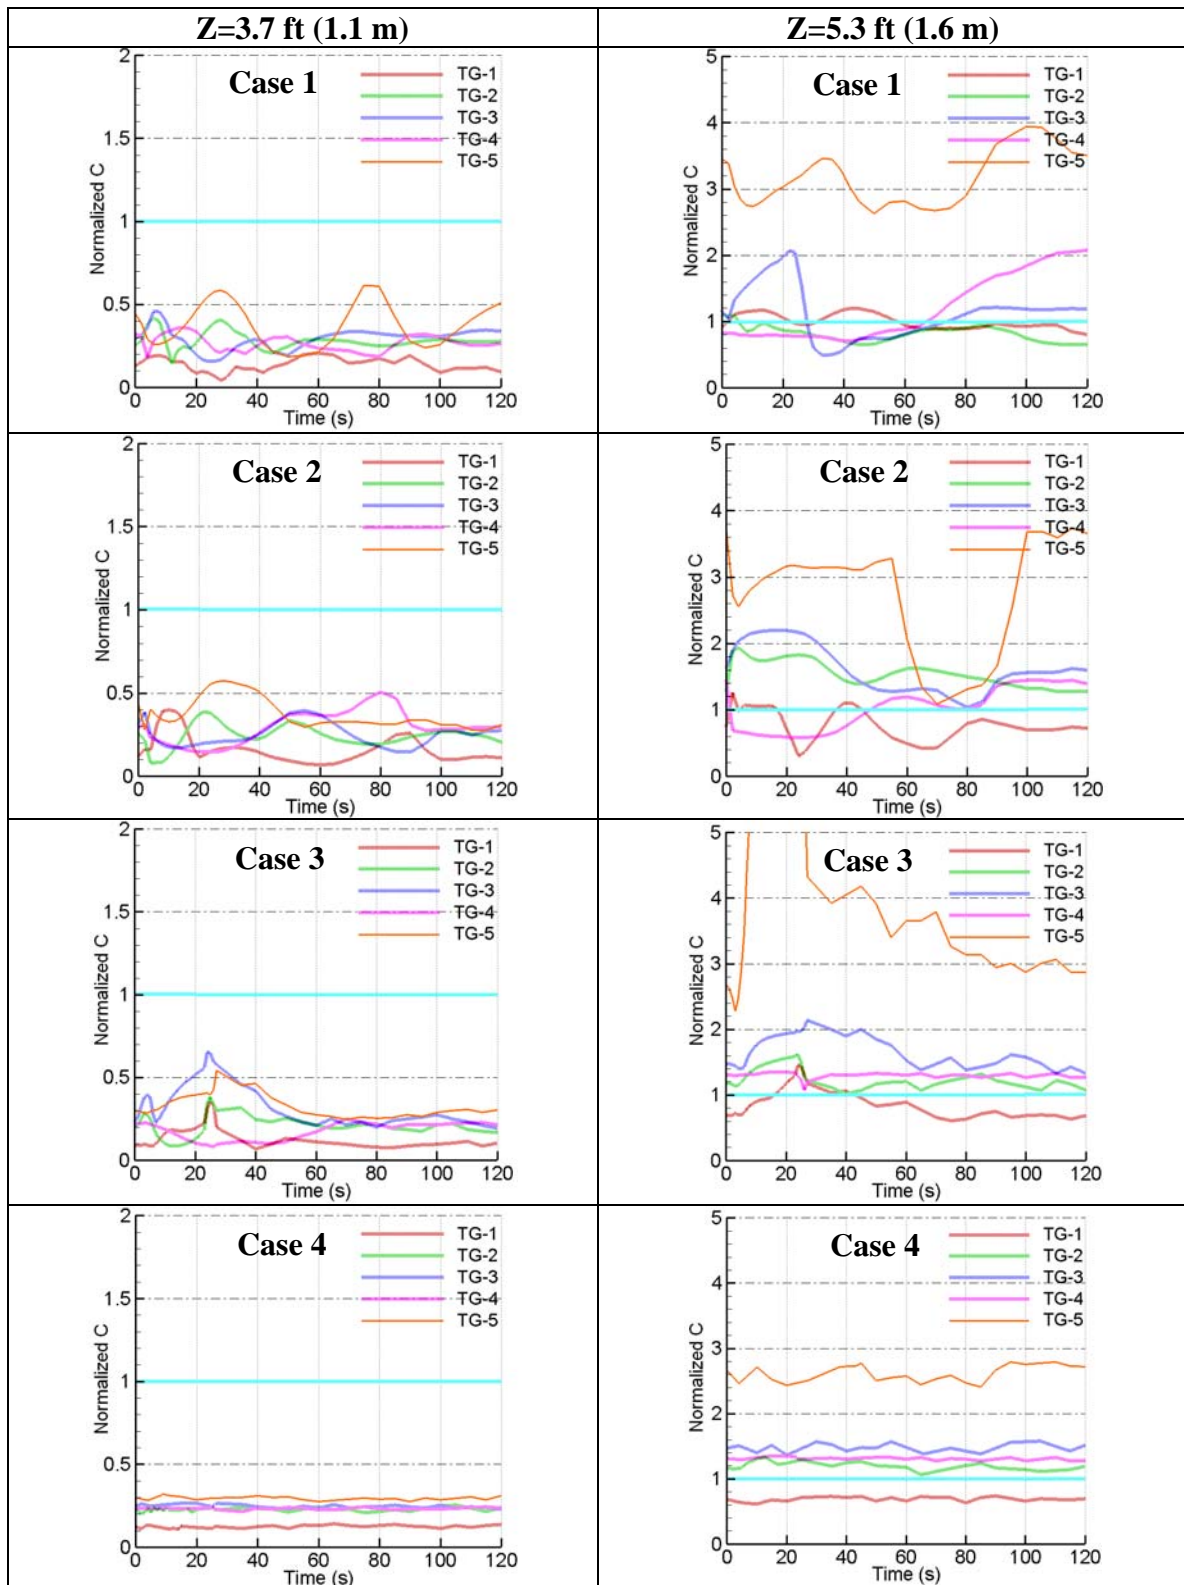 Z=3.7 ft (1.1 m)
Z=5.3 ft (1.6 m)
Case 1
Normalized C
2
1.5
1
0.5
0
0 20 40 60 80 100 120
Time (s)
TG-1
TG-2
TG-3
TG-4
TG-5
Case 1
Normalized C
5
4
3
2
1
0
0 20 40 60 80 100 120
Time (s)
TG-1
TG-2
TG-3
TG-4
TG-5
Case 2
Normalized C
2
1.5
1
0.5
0
0 20 40 60 80 100 120
Time (s)
TG-1
TG-2
TG-3
TG-4
TG-5
Case 2
Normalized C
5
4
3
2
1
0
0 20 40 60 80 100 120
Time (s)
TG-1
TG-2
TG-3
TG-4
TG-5
Case 3
Normalized C
2
1.5
1
0.5
0
0 20 40 60 80 100 120
Time (s)
TG-1
TG-2
TG-3
TG-4
TG-5
Case 3
Normalized C
5
4
3
2
1
0
0 20 40 60 80 100 120
Time (s)
TG-1
TG-2
TG-3
TG-4
TG-5
Case 4
Normalized C
2
1.5
1
0.5
0
0 20 40 60 80 100 120
Time (s)
TG-1
TG-2
TG-3
TG-4
TG-5
Case 4
Normalized C
5
4
3
2
1
0
0 20 40 60 80 100 120
Time (s)
TG-1
TG-2
TG-3
TG-4
TG-5